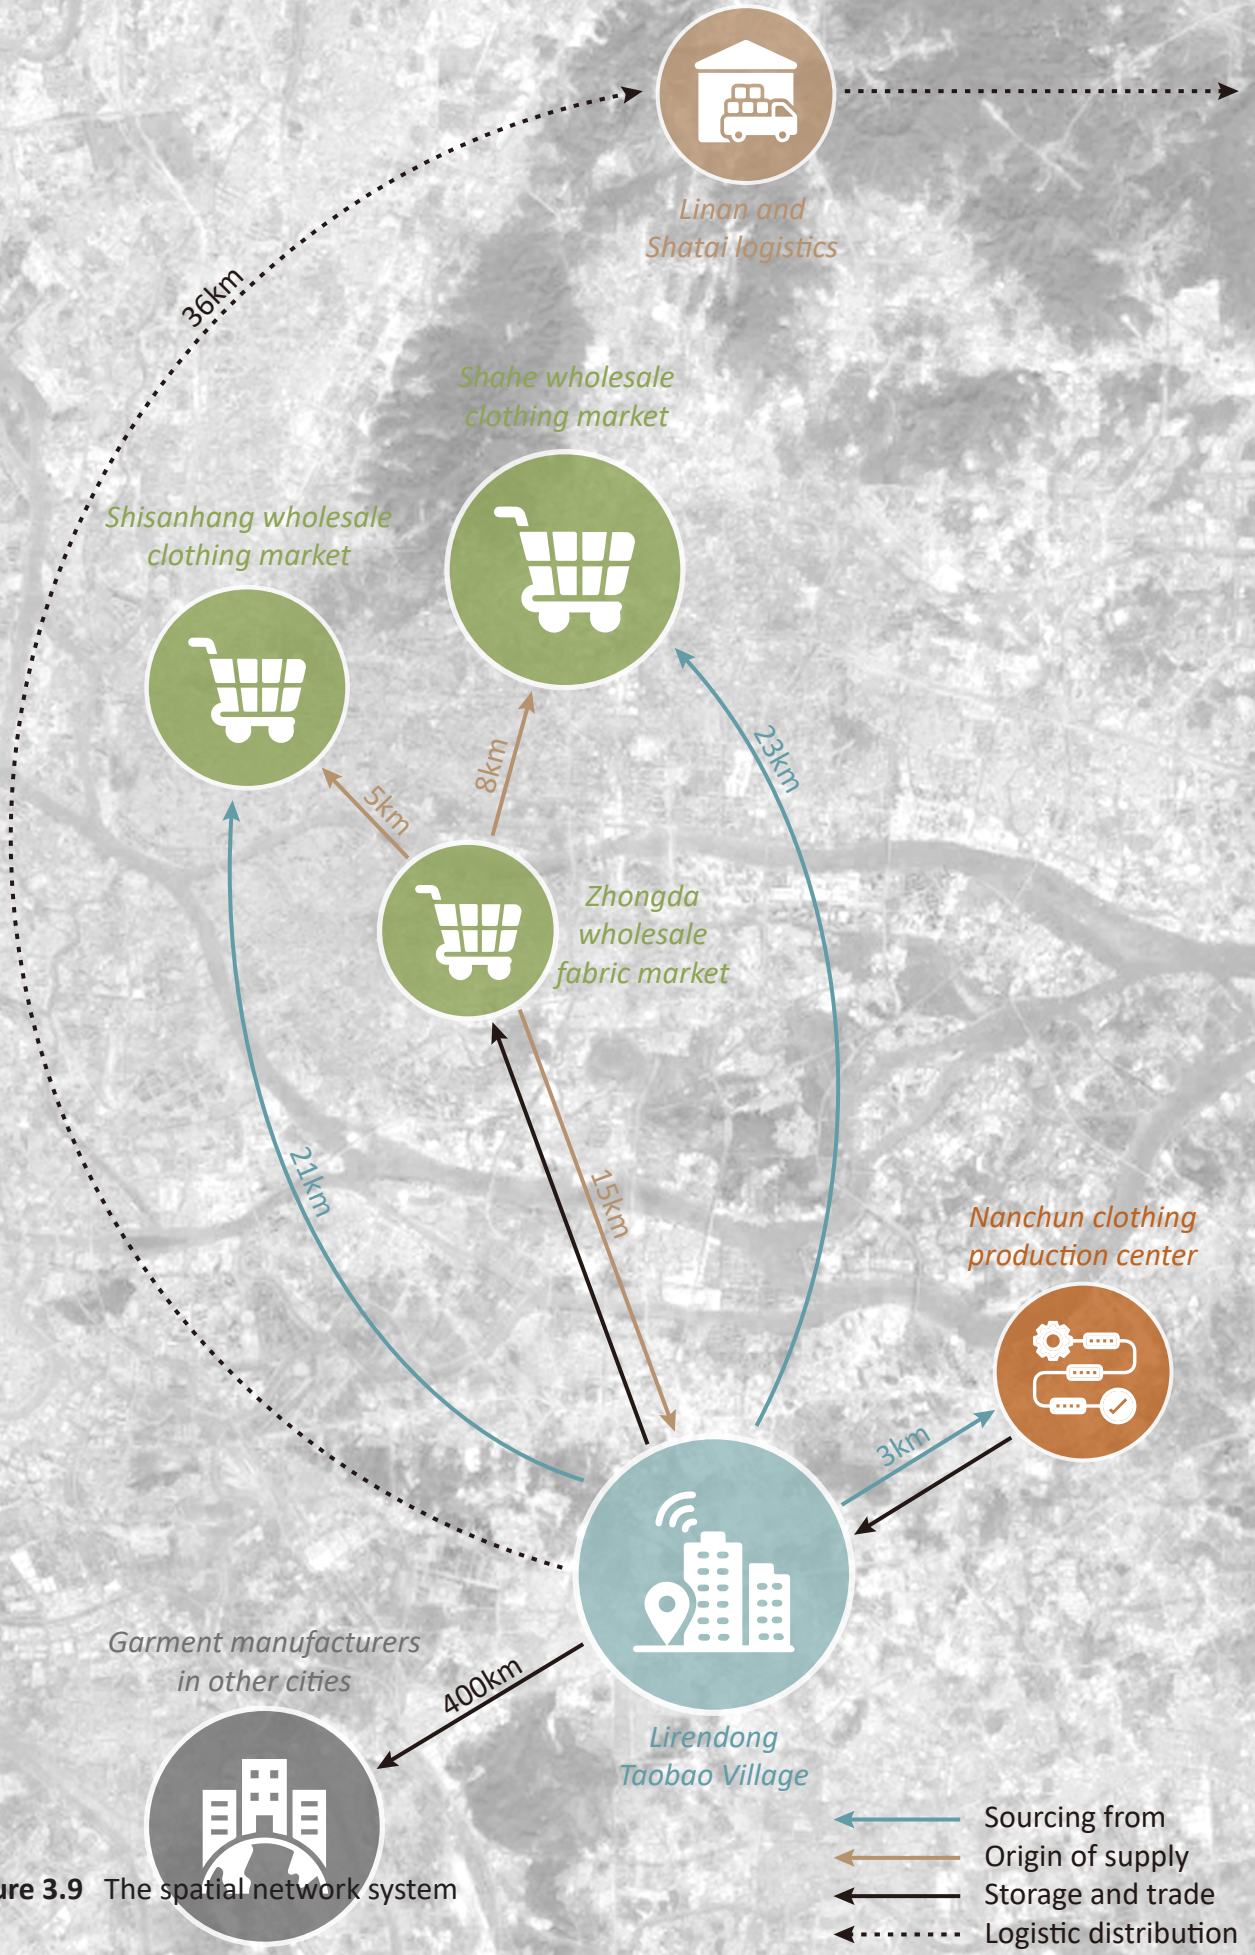 Linan and
Shatai logistics
36km
Shahe wholesale
clothing market
Shisanhang wholesale
clothing market
23km
8km
5km
Zhongda
wholesale
fabric market
21km
15km
Nanchun clothing
production center
3km
Garment manufacturers
in other cities
400km
Lirendong
Taobao Village
Sourcing from
Origin of supply
Storage and trade
Logistic distribution
ure 3.9 The spatial network system